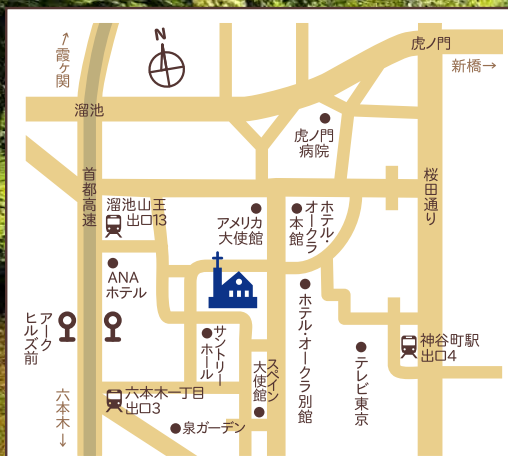 ↑霞ヶ関
N
虎ノ門
新橋→
溜池
虎ノ門
病院
首都高速
桜田通り
溜池山王
出口13
アメリカ
大使館
ホテル・
オークラ
本館
ANA
ホテル
アーク
ヒルズ前
サントリー
ホール
ホテル・オークラ別館
神谷町駅
出口4
スペイン
大使館
テレビ東京
六本木一丁目
出口3
六本木↓
泉ガーデン